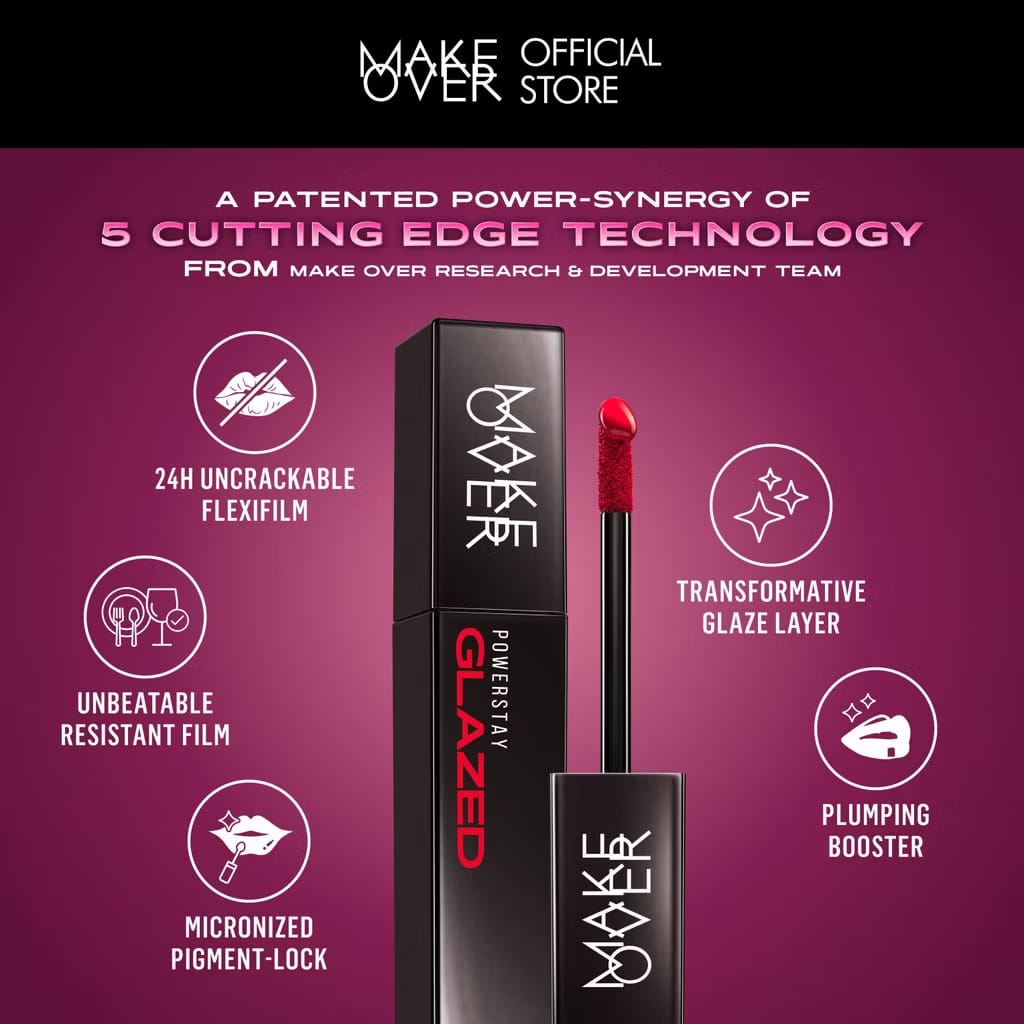 MAKE OVER OFFICIAL STORE
A PATENTED POWER-SYNERGY OF
5 CUTTING EDGE TECHNOLOGY
FROM MAKE OVER RESEARCH & DEVELOPMENT TEAM
24H UNCRACKABLE
FLEXIFILM
UNBEATABLE
RESISTANT FILM
MICRONIZED
PIGMENT-LOCK
MAKE
OVER
POWERSTAY
GLAZED
MAKE
OVER
TRANSFORMATIVE
GLAZE LAYER
PLUMPING
BOOSTER